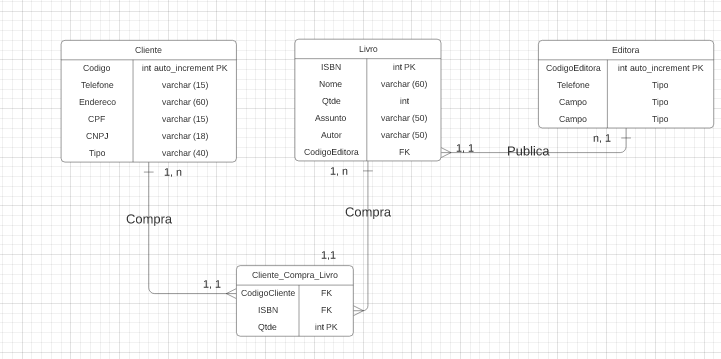 Cliente
Codigo int auto_increment PK
Telefone varchar (15)
Endereco varchar (60)
CPF varchar (15)
CNPJ varchar (18)
Tipo varchar (40)
Livro
ISBN int PK
Nome varchar (60)
Qtde int
Assunto varchar (50)
Autor varchar (50)
CodigoEditora FK
Editora
CodigoEditora int auto_increment PK
Telefone Tipo
Campo Tipo
Campo Tipo
1, 1
Publica
n, 1
1, n
Compra
1, 1
1, n
Compra
1,1
Cliente_Compra_Livro
CodigoCliente FK
ISBN FK
Qtde int PK